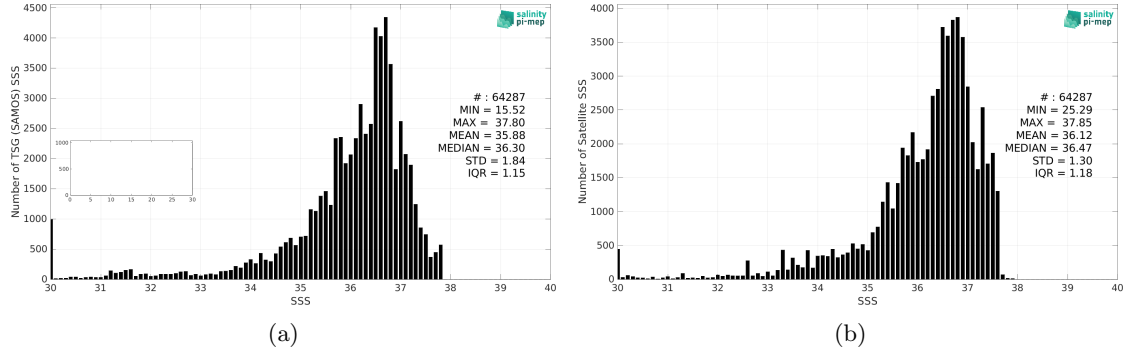 4500
4000
3500
3000
2500
2000
1500
1000
500
0
Number of TSG (SAMOS) SSS
30 31 32 33 34 35 36 37 38 39 40
SSS
1000
500
0
0 5 10 15 20 25 30
salinity
pi-mep
# : 64287
MIN = 15.52
MAX = 37.80
MEAN = 35.88
MEDIAN = 36.30
STD = 1.84
IQR = 1.15
(a)
4000
3500
3000
2500
2000
1500
1000
500
0
Number of Satellite SSS
30 31 32 33 34 35 36 37 38 39 40
SSS
salinity
pi-mep
# : 64287
MIN = 25.29
MAX = 37.85
MEAN = 36.12
MEDIAN = 36.47
STD = 1.30
IQR = 1.18
(b)